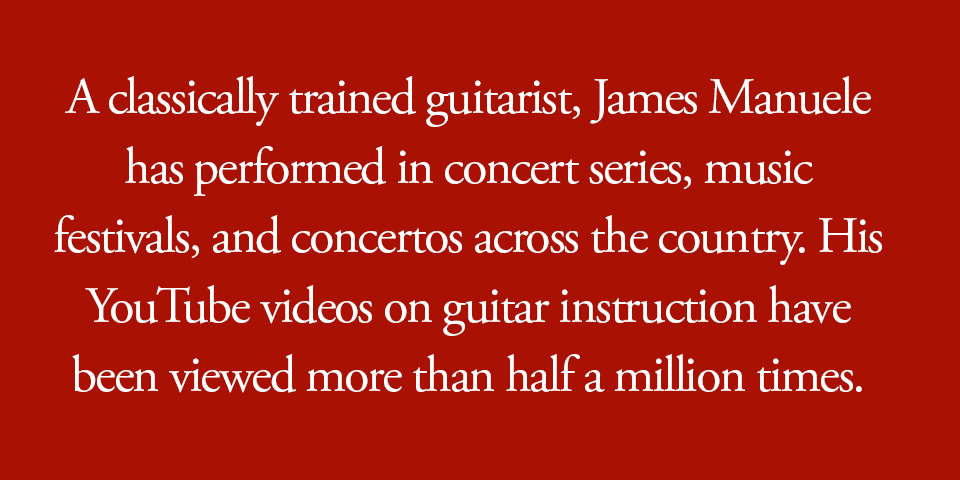 A classically trained guitarist, James Manuele
has performed in concert series, music
festivals, and concertos across the country. His
YouTube videos on guitar instruction have
been viewed more than half a million times.